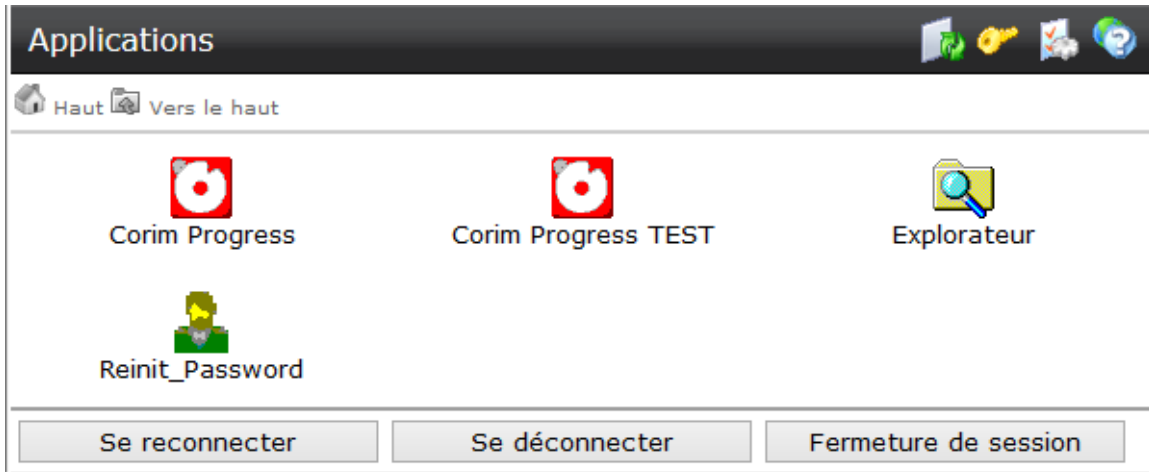 Applications
Haut Vers le haut
Corim Progress Corim Progress TEST Explorateur
Reinit_Password
Se reconnecter Se déconnecter Fermeture de session